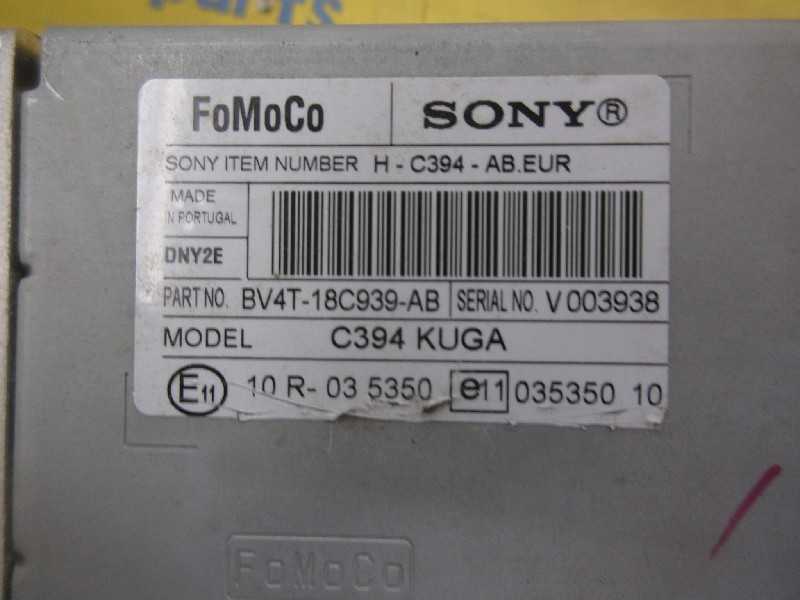 parts
FoMoCo SONY®
SONY ITEM NUMBER H - C394 - AB.EUR
MADE
N PORTUGAL
DNY2E
PART NO. BV4T-18C939-AB SERIAL NO. V 003938
MODEL C394 KUGA
E11 10 R- 03 5350 e11 035350 10
FoMoCo